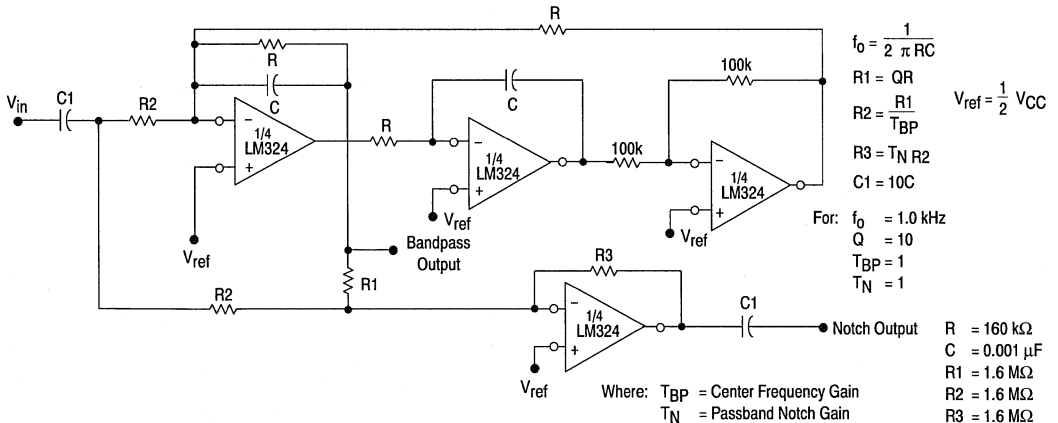 R
R
C
C1
R2
Vin
1/4
LM324
−
+
Vref
R
C
1/4
LM324
−
+
Vref
100k
100k
1/4
LM324
−
+
Vref
Bandpass
Output
R1
R2
R3
1/4
LM324
−
+
Vref
C1
Notch Output
fo = 1 / 2 π RC
R1 = QR
R2 = R1 / TBP
R3 = TN R2
C1 = 10C
Vref = 1/2 VCC
For: fo = 1.0 kHz
Q = 10
TBP = 1
TN = 1
R = 160 kΩ
C = 0.001 μF
R1 = 1.6 MΩ
R2 = 1.6 MΩ
R3 = 1.6 MΩ
Where: TBP = Center Frequency Gain
TN = Passband Notch Gain